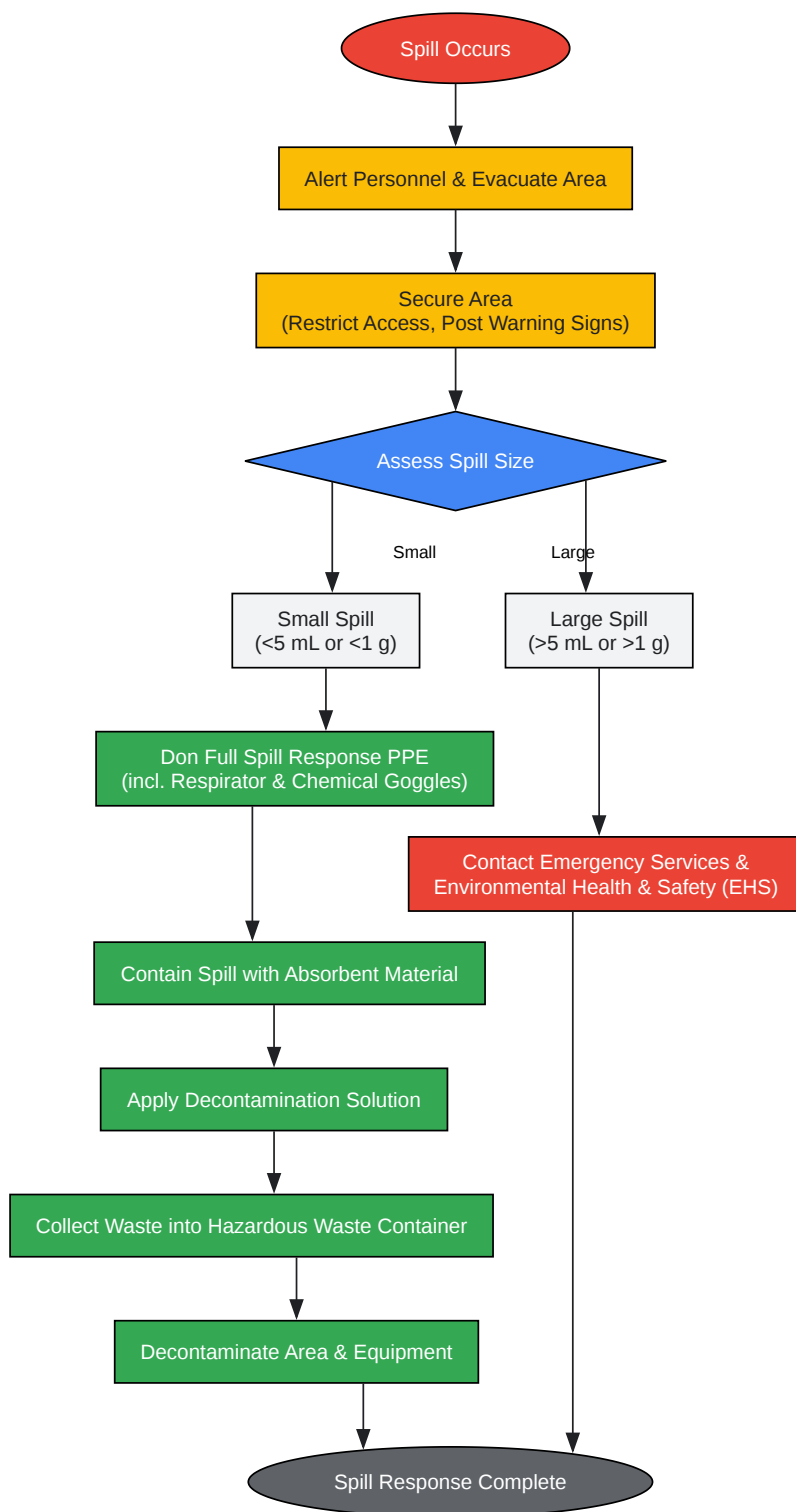 Spill Occurs
Alert Personnel & Evacuate Area
Secure Area
(Restrict Access, Post Warning Signs)
Assess Spill Size
Small
Large
Small Spill
(<5 mL or <1 g)
Large Spill
(>5 mL or >1 g)
Don Full Spill Response PPE
(incl. Respirator & Chemical Goggles)
Contact Emergency Services &
Environmental Health & Safety (EHS)
Contain Spill with Absorbent Material
Apply Decontamination Solution
Collect Waste into Hazardous Waste Container
Decontaminate Area & Equipment
Spill Response Complete